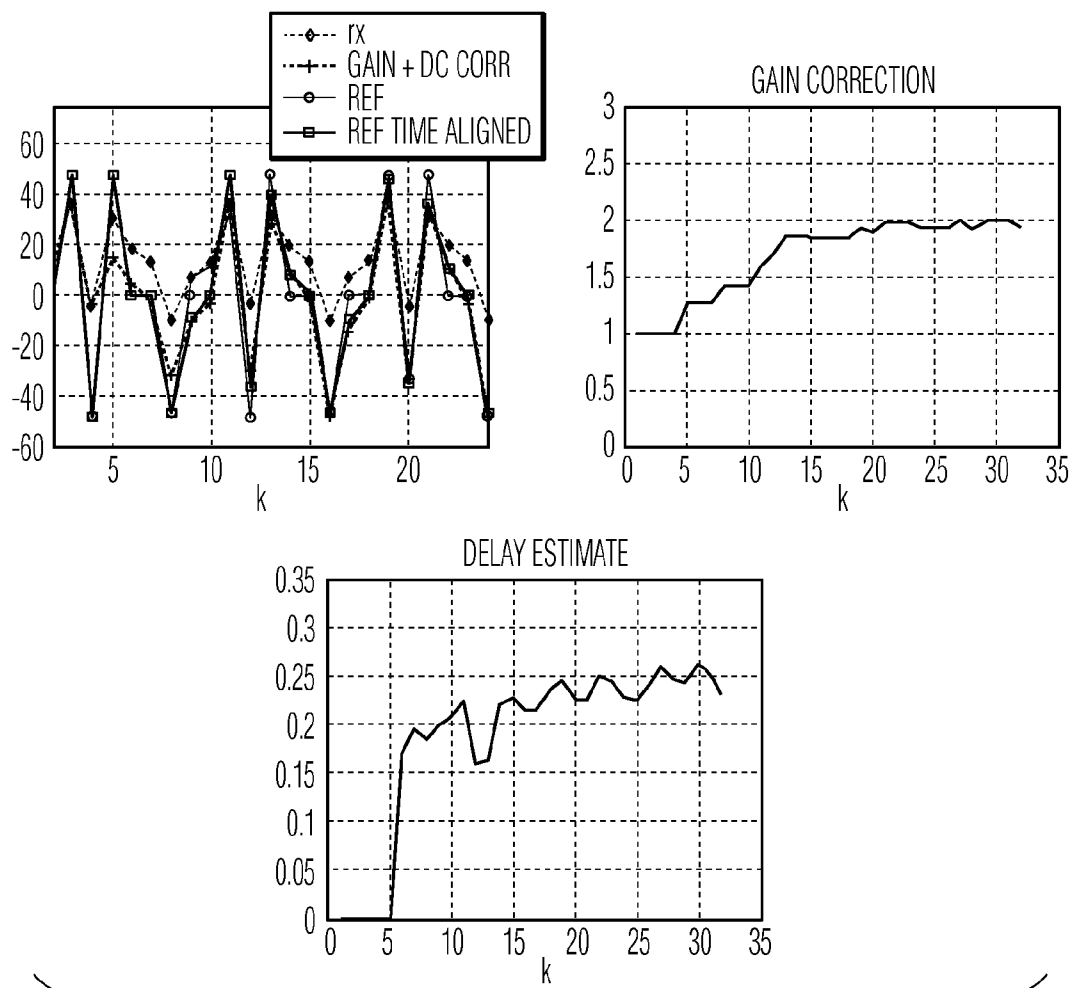 rx
GAIN + DC CORR
REF
REF TIME ALIGNED
60
40
20
0
-20
-40
-60
5 10 15 20
k
GAIN CORRECTION
3
2.5
2
1.5
1
0.5
0
0 5 10 15 20 25 30 35
k
DELAY ESTIMATE
0.35
0.3
0.25
0.2
0.15
0.1
0.05
0
0 5 10 15 20 25 30 35
k